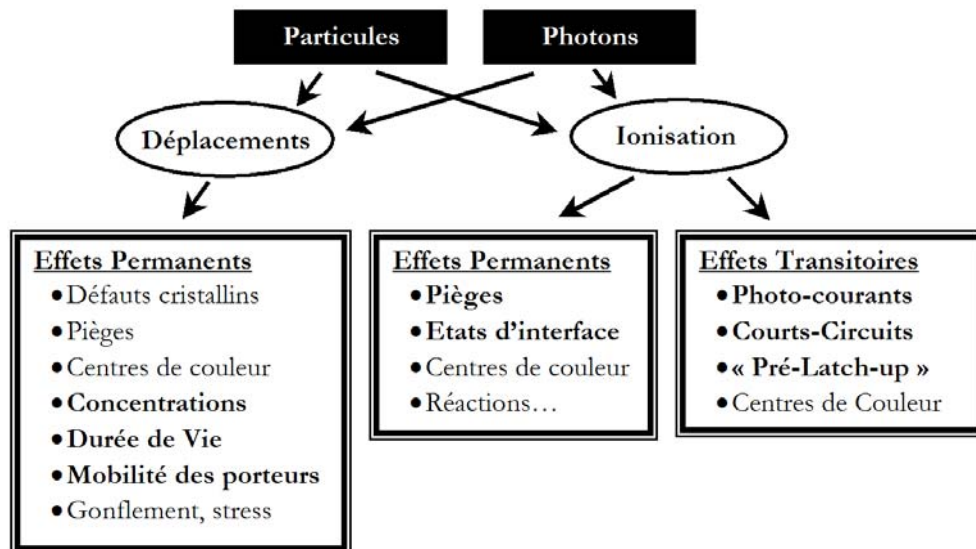 Particules
Photons
Déplacements
Ionisation
Effets Permanents
•Défauts cristallins
•Pièges
•Centres de couleur
•Concentrations
•Durée de Vie
•Mobilité des porteurs
•Gonflement, stress
Effets Permanents
•Pièges
•Etats d'interface
•Centres de couleur
•Réactions…
Effets Transitoires
•Photo-courants
•Courts-Circuits
•« Pré-Latch-up »
•Centres de Couleur